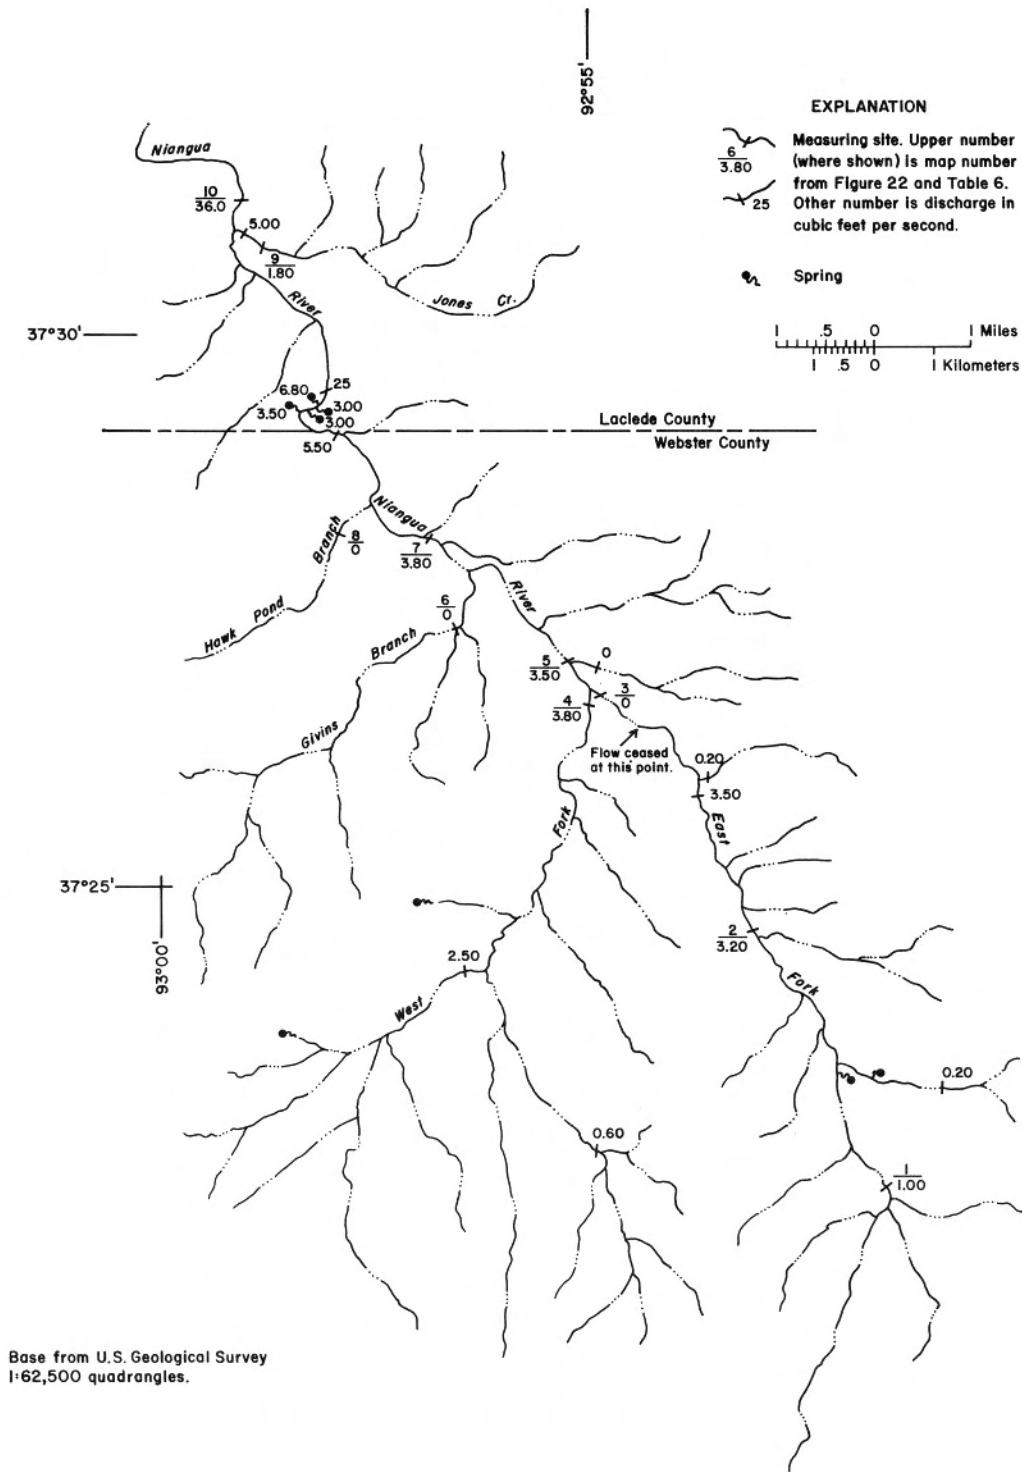 92°55'
EXPLANATION
6
3.80
25
Measuring site. Upper number
(where shown) is map number
from Figure 22 and Table 6.
Other number is discharge in
cubic feet per second.
Spring
1 .5 0 1 Miles
1 .5 0 1 Kilometers
Niangua
10
36.0
5.00
9
1.80
River
Jones Cr.
37°30'
6.80
25
3.50
3.00
3.00
5.50
Laclede County
Webster County
Niangua
8
0
7
3.80
Hawk Pond Branch
River
6
0
Givins Branch
5
3.50
0
4
3.80
3
0
Flow ceased
at this point.
0.20
3.50
East
Fork
37°25'
93°00'
2
3.20
Fork
2.50
West
0.20
0.60
1
1.00
Base from U.S. Geological Survey
1:62,500 quadrangles.